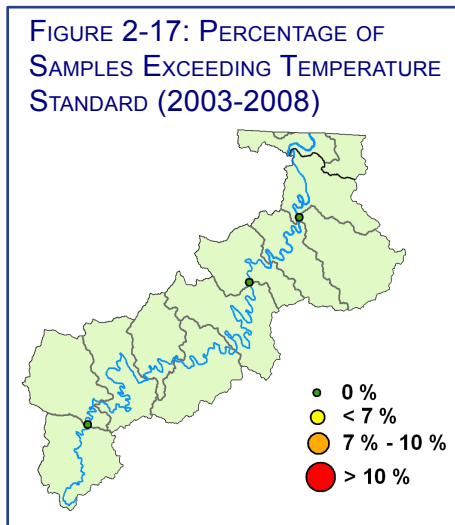 FIGURE 2-17: PERCENTAGE OF
SAMPLES EXCEEDING TEMPERATURE
STANDARD (2003-2008)
0 %
< 7 %
7 % - 10 %
> 10 %